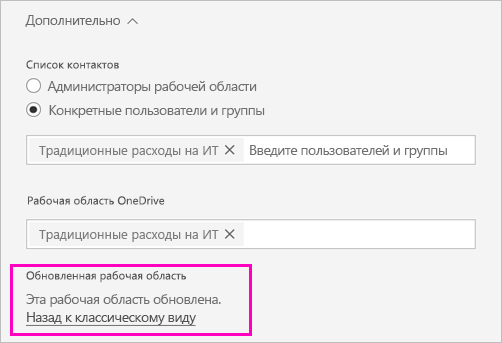 Дополнительно
Список контактов
Администраторы рабочей области
Конкретные пользователи и группы
Традиционные расходы на ИТ Введите пользователей и группы
Рабочая область OneDrive
Традиционные расходы на ИТ
Обновленная рабочая область
Эта рабочая область обновлена.
Назад к классическому виду